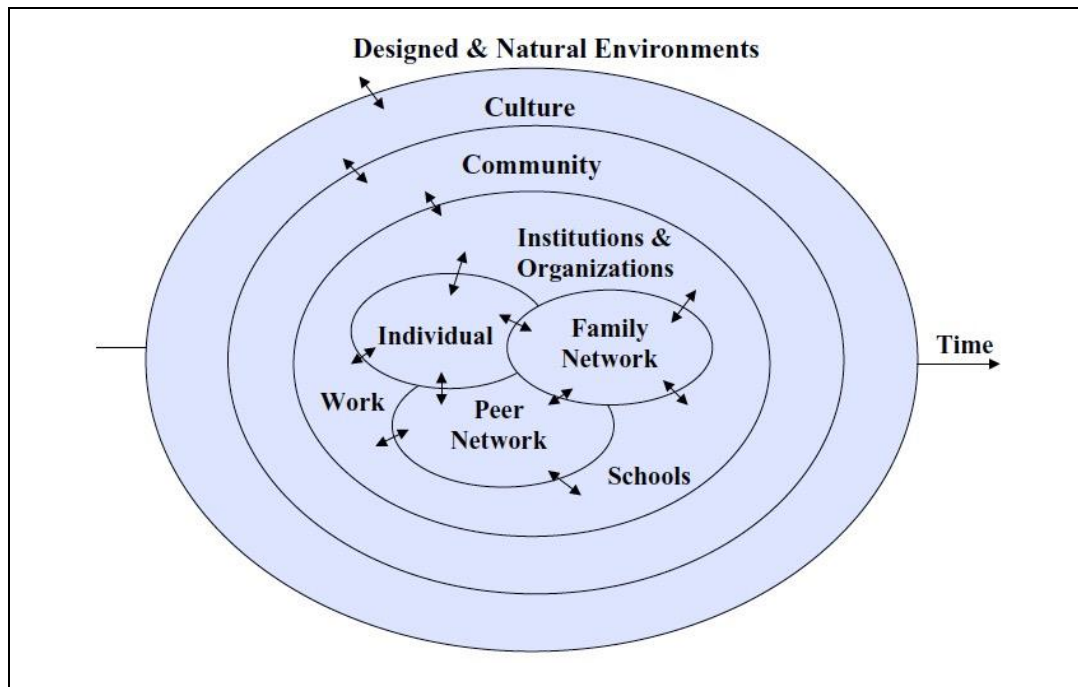 Designed & Natural Environments
Culture
Community
Institutions &
Organizations
Individual
Family
Network
Time
Work
Peer
Network
Schools